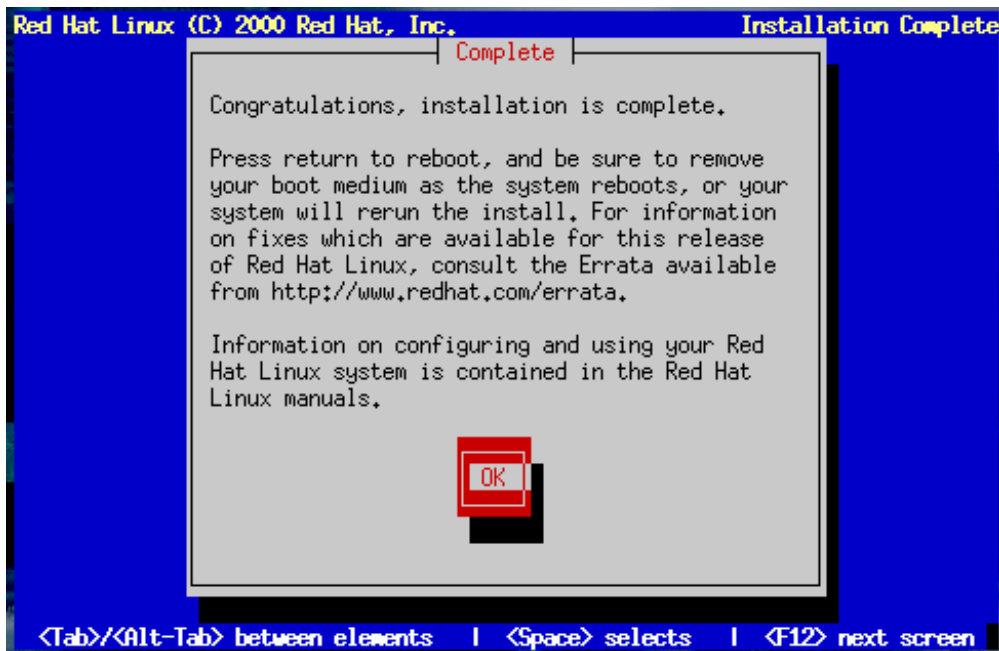 Red Hat Linux (C) 2000 Red Hat, Inc. Installation Complete
Complete
Congratulations, installation is complete.
Press return to reboot, and be sure to remove
your boot medium as the system reboots, or your
system will rerun the install. For information
on fixes which are available for this release
of Red Hat Linux, consult the Errata available
from http://www.redhat.com/errata.
Information on configuring and using your Red
Hat Linux system is contained in the Red Hat
Linux manuals.
OK
<Tab>/<Alt-Tab> between elements | <Space> selects | <F12> next screen